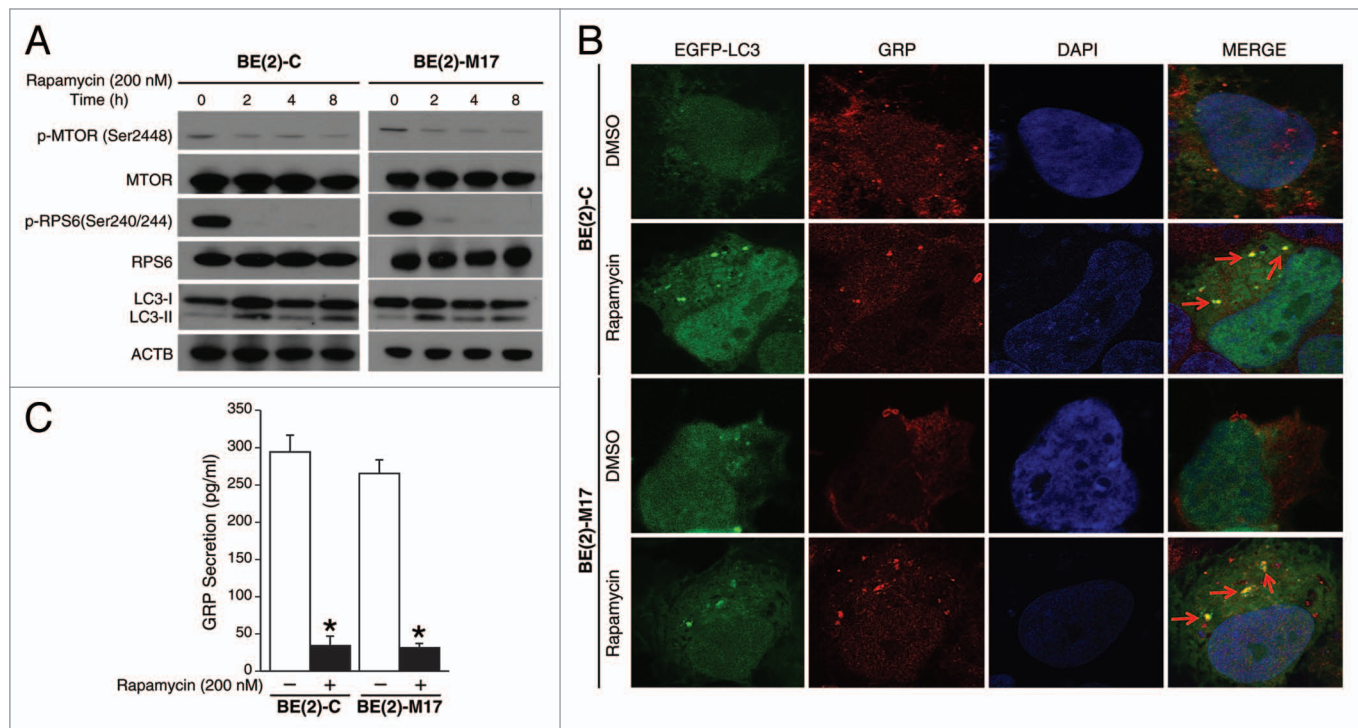 A
BE(2)-C BE(2)-M17
Rapamycin (200 nM)
Time (h) 0 2 4 8 0 2 4 8
p-MTOR (Ser2448)
MTOR
p-RPS6(Ser240/244)
RPS6
LC3-I
LC3-II
ACTB
B
EGFP-LC3 GRP DAPI MERGE
BE(2)-C
DMSO
Rapamycin
BE(2)-M17
DMSO
Rapamycin
C
GRP Secretion (pg/ml)
350
300
250
200
150
100
50
0
* *
Rapamycin (200 nM) − + − +
BE(2)-C BE(2)-M17